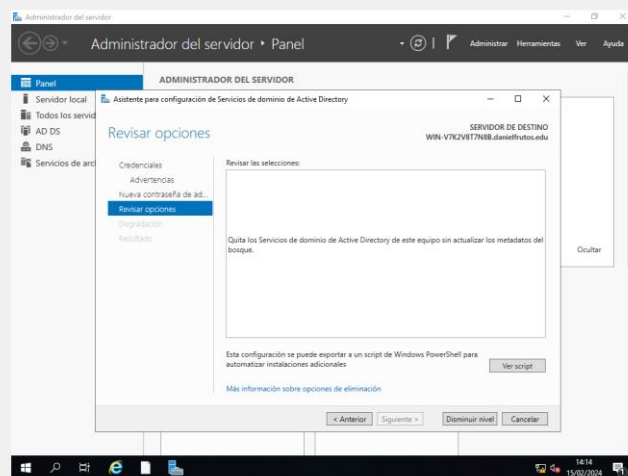 Administrador del servidor
Administrador del servidor ‣ Panel
Administrar Herramientas Ver Ayuda
Panel
Servidor local
Todos los servid
AD DS
DNS
Servicios de arc
ADMINISTRADOR DEL SERVIDOR
Asistente para configuración de Servicios de dominio de Active Directory
Revisar opciones
SERVIDOR DE DESTINO
WIN-V7K2V8T7N8B.danielfrutos.edu
Credenciales
Advertencias
Nueva contraseña de ad...
Revisar opciones
Degradación
Resultado
Revisar las selecciones:
Quita los Servicios de dominio de Active Directory de este equipo sin actualizar los metadatos del
bosque.
Esta configuración se puede exportar a un script de Windows PowerShell para
automatizar instalaciones adicionales
Ver script
Más información sobre opciones de eliminación
< Anterior Siguiente > Disminuir nivel Cancelar
Ocultar
14:14
15/02/2024